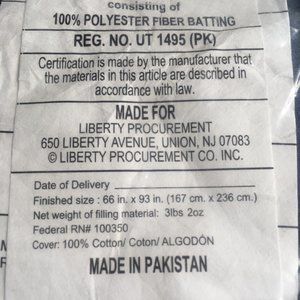 consisting of
100% POLYESTER FIBER BATTING
REG. NO. UT 1495 (PK)
Certification is made by the manufacturer that
the materials in this article are described in
accordance with law.
MADE FOR
LIBERTY PROCUREMENT
650 LIBERTY AVENUE, UNION, NJ 07083
© LIBERTY PROCUREMENT CO. INC.
Date of Delivery
Finished size : 66 in. x 93 in. (167 cm. x 236 cm.)
Net weight of filling material: 3lbs 2oz
Federal RN# 100350
Cover: 100% Cotton/ Coton/ ALGODÓN
MADE IN PAKISTAN